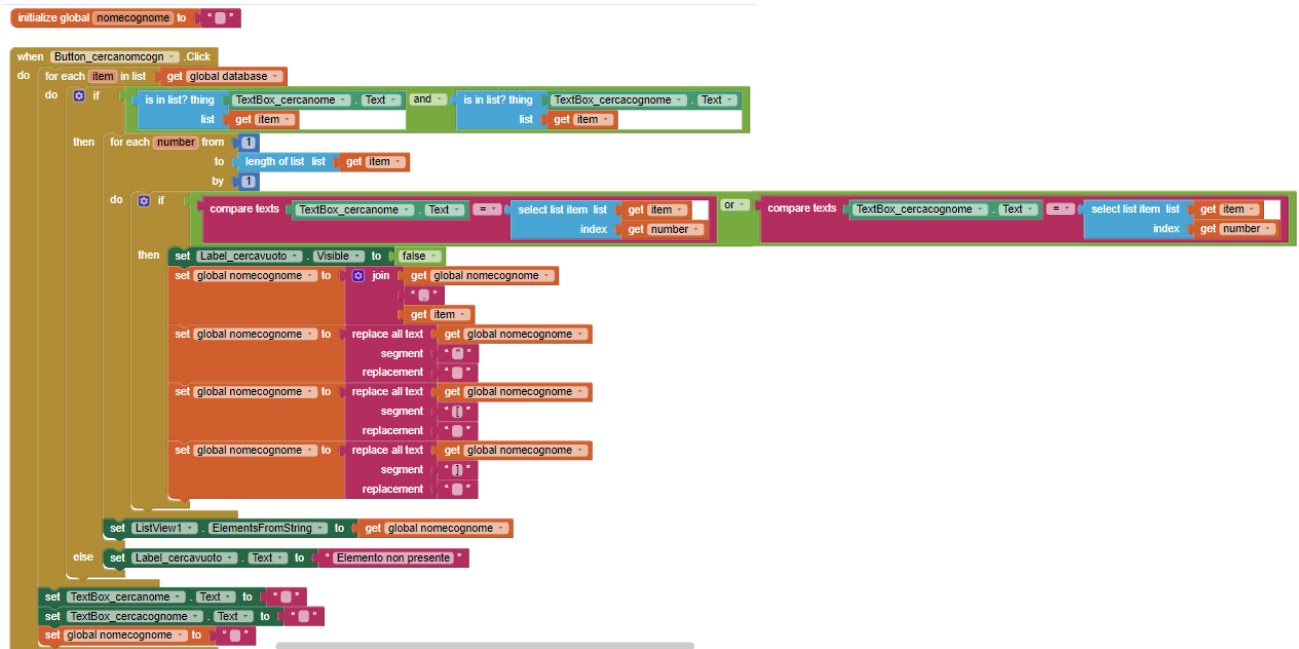 initialize global nomecognome to " "
when Button_cercanomcogn .Click
do for each item in list get global database
do if is in list? thing TextBox_cercanome . Text and is in list? thing TextBox_cercacognome . Text
list get item list get item
then for each number from 1
to length of list list get item
by 1
do if compare texts TextBox_cercanome . Text = select list item list get item or compare texts TextBox_cercacognome . Text = select list item list get item
index get number index get number
then set Label_cercavuoto . Visible to false
set global nomecognome to join get global nomecognome
" , "
get item
set global nomecognome to replace all text get global nomecognome
segment " " "
replacement " "
set global nomecognome to replace all text get global nomecognome
segment " [ "
replacement " "
set global nomecognome to replace all text get global nomecognome
segment " ] "
replacement " "
set ListView1 . ElementsFromString to get global nomecognome
else set Label_cercavuoto . Text to " Elemento non presente "
set TextBox_cercanome . Text to " "
set TextBox_cercacognome . Text to " "
set global nomecognome to " "